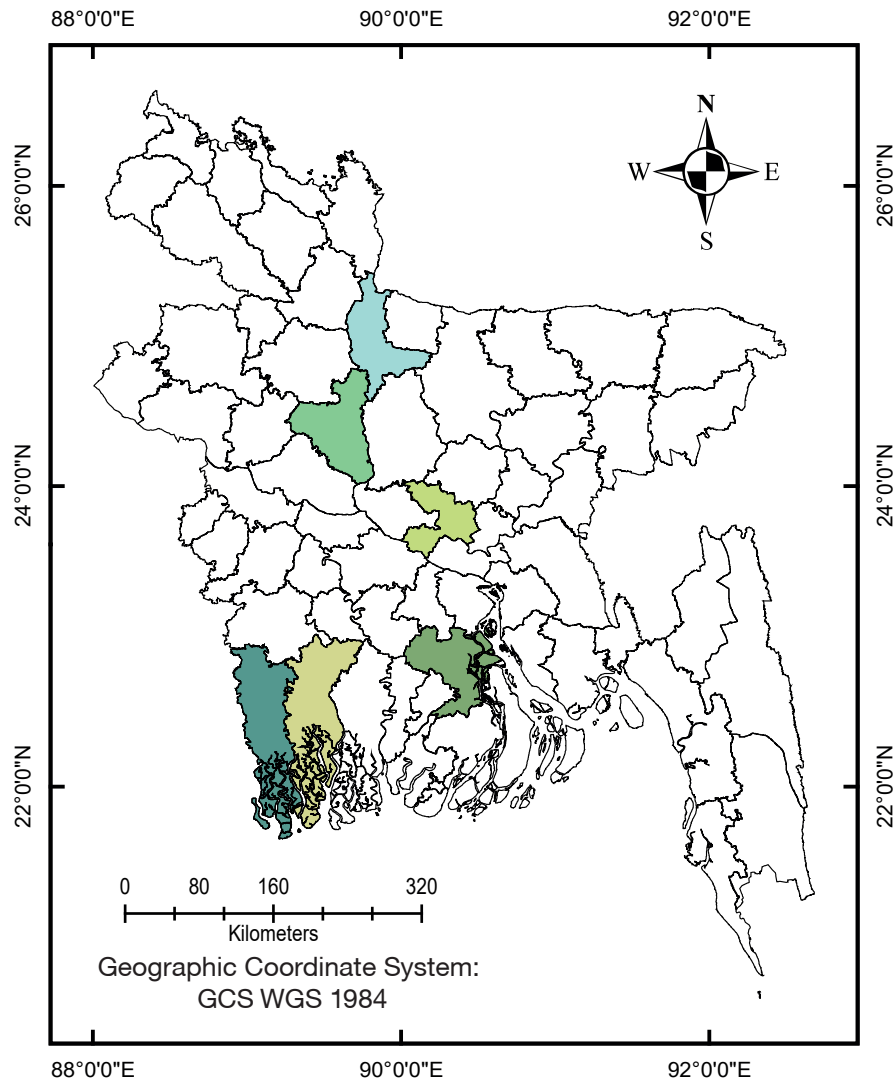 88°0'0"E 90°0'0"E 92°0'0"E
N
W E
S
26°0'0"N 26°0'0"N
24°0'0"N 24°0'0"N
22°0'0"N 22°0'0"N
0 80 160 320
Kilometers
Geographic Coordinate System:
GCS WGS 1984
88°0'0"E 90°0'0"E 92°0'0"E